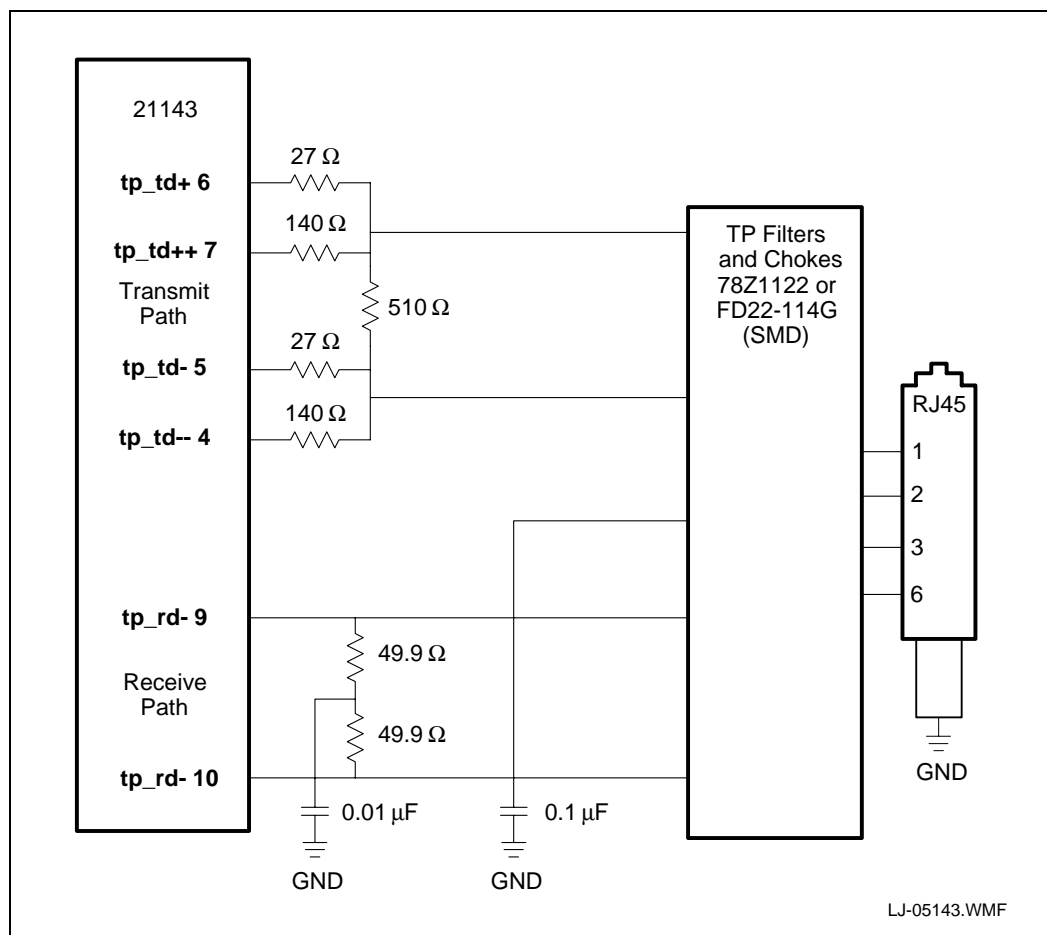 21143
tp_td+ 6
27 Ω
tp_td++ 7
140 Ω
Transmit
Path
510 Ω
tp_td- 5
27 Ω
tp_td-- 4
140 Ω
tp_rd- 9
49.9 Ω
Receive
Path
49.9 Ω
tp_rd- 10
0.01 µF
GND
0.1 µF
GND
TP Filters
and Chokes
78Z1122 or
FD22-114G
(SMD)
RJ45
1
2
3
6
GND
LJ-05143.WMF